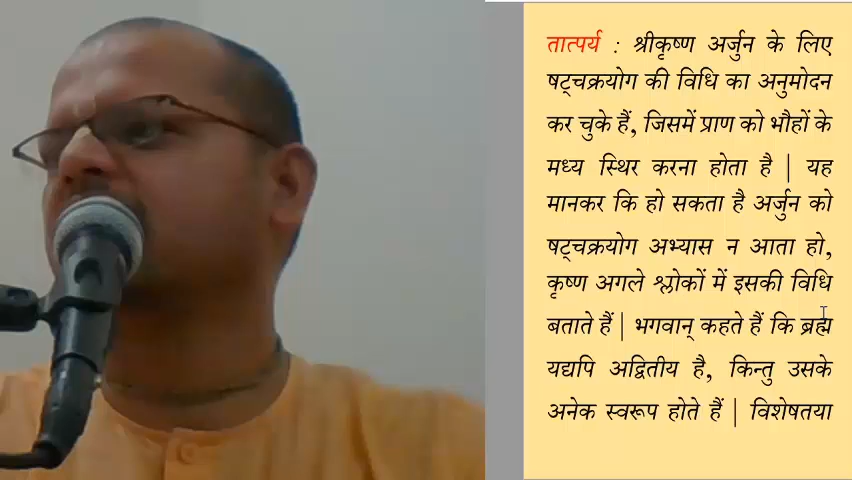 तात्पर्य : श्रीकृष्ण अर्जुन के लिए
षट्चक्रयोग की विधि का अनुमोदन
कर चुके हैं, जिसमें प्राण को भौहों के
मध्य स्थिर करना होता है | यह
मानकर कि हो सकता है अर्जुन को
षट्चक्रयोग अभ्यास न आता हो,
कृष्ण अगले श्लोकों में इसकी विधि
बताते हैं | भगवान् कहते हैं कि ब्रह्म
यद्यपि अद्वितीय है, किन्तु उसके
अनेक स्वरूप होते हैं | विशेषतया